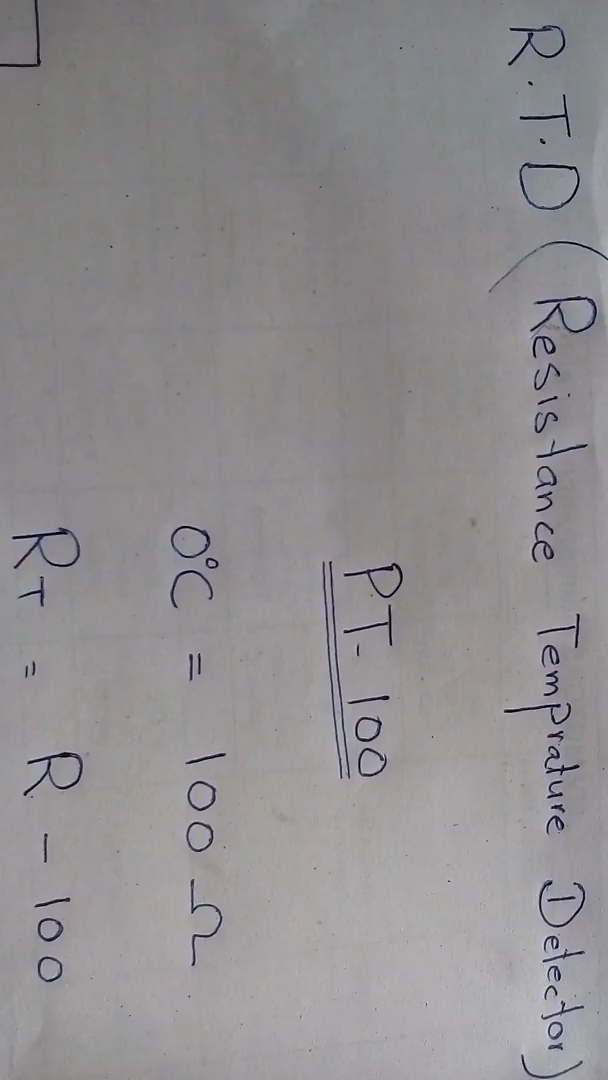 R.T.D (Resistance Temprature Detector)
PT-100
0°C = 100 Ω
RT = R - 100